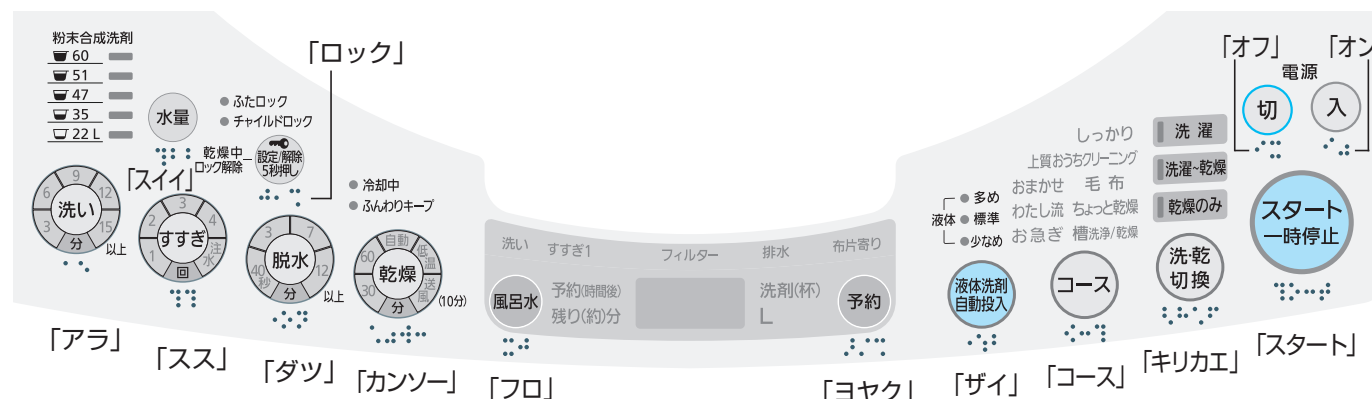 粉末合成洗剤
60
51
47
35
22 L
水量
「スイイ」
ふたロック
チャイルドロック
「ロック」
乾燥中
ロック解除
設定/解除
5秒押し
洗い
3
6
9
12
15
分
以上
「アラ」
すすぎ
1
2
3
4
注水
回
「スス」
脱水
40秒
3
7
12
分
以上
「ダツ」
冷却中
ふんわりキープ
乾燥
30
60
自動
低温
送風
分
(10分)
「カンソー」
洗い
すすぎ1
フィルター
排水
布片寄り
風呂水
予約(時間後)
残り(約)分
洗剤(杯)
L
予約
「フロ」
「ヨヤク」
液体
多め
標準
少なめ
液体洗剤
自動投入
「ザイ」
しっかり
上質おうちクリーニング
おまかせ 毛布
わたし流 ちょっと乾燥
お急ぎ 槽洗浄/乾燥
コース
「コース」
洗濯
洗濯~乾燥
乾燥のみ
洗・乾
切換
「キリカエ」
「オフ」
「オン
電源
切
入
スタート
一時停止
「スタート」